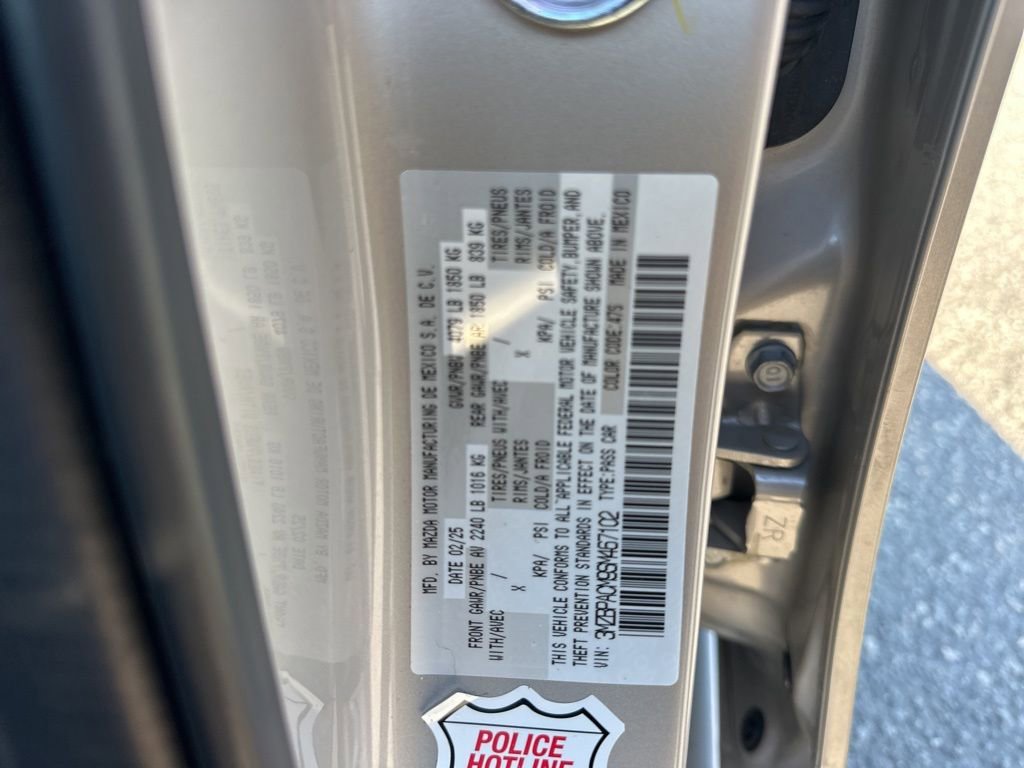 MFD. BY MAZDA MOTOR MANUFACTURING DE MEXICO S.A. DE C.V.
DATE 02/25 GVWR/PNBV 4079 LB 1850 KG
FRONT GAWR/PNBE AV 2240 LB 1016 KG REAR GAWR/PNBE AR 1850 LB 839 KG
WITH/AVEC TIRES/PNEUS WITH/AVEC / TIRES/PNEUS
X RIMS/JANTES X RIMS/JANTES
KPA/ PSI COLD/A FROID KPA/ PSI COLD/A FROID
THIS VEHICLE CONFORMS TO ALL APPLICABLE FEDERAL MOTOR VEHICLE SAFETY, BUMPER, AND
THEFT PREVENTION STANDARDS IN EFFECT ON THE DATE OF MANUFACTURE SHOWN ABOVE.
VIN: 3MZBPACM9SM467102 TYPE:PASS CAR COLOR CODE:47S MADE IN MEXICO
POLICE
HOTLINE
ZR